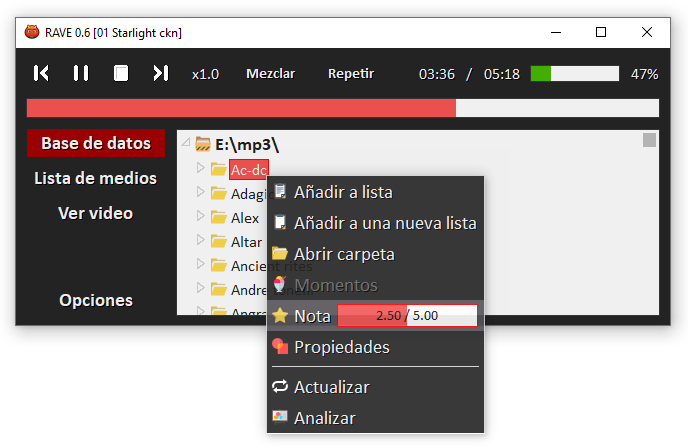 RAVE 0.6 [01 Starlight ckn]
x1.0 Mezclar Repetir 03:36 / 05:18 47%
Base de datos
Lista de medios
Ver video
Opciones
E:\mp3\
Ac-dc
Adagio
Alex
Altar
Ancient rites
Andre
Angra
Añadir a lista
Añadir a una nueva lista
Abrir carpeta
Momentos
Nota 2.50 / 5.00
Propiedades
Actualizar
Analizar